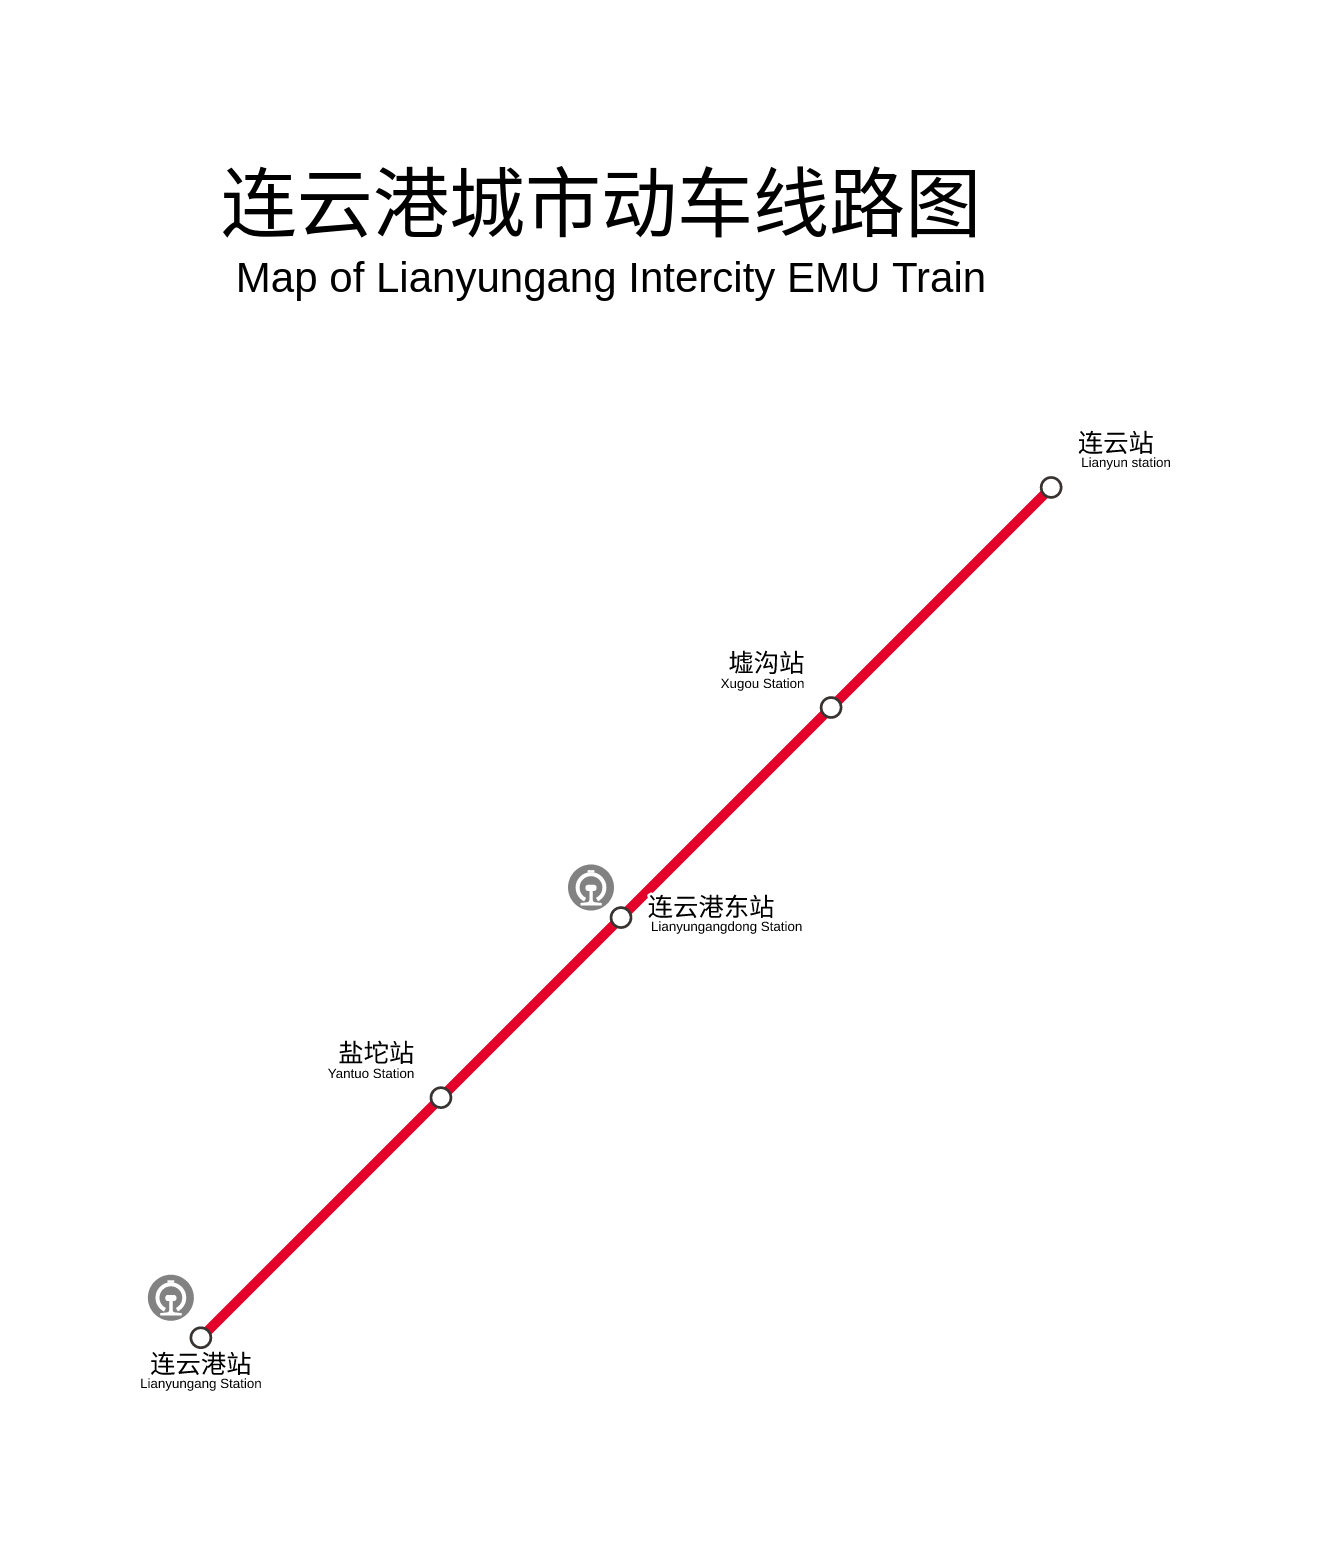 连云港城市动车线路图
Map of Lianyungang Intercity EMU Train
连云站
Lianyun station
墟沟站
Xugou Station
连云港东站
Lianyungangdong Station
盐坨站
Yantuo Station
连云港站
Lianyungang Station